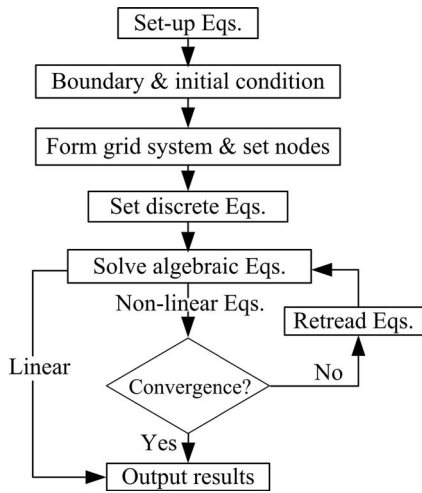 Set-up Eqs.
Boundary & initial condition
Form grid system & set nodes
Set discrete Eqs.
Solve algebraic Eqs.
Non-linear Eqs.
Retread Eqs.
Linear
Convergence?
No
Yes
Output results